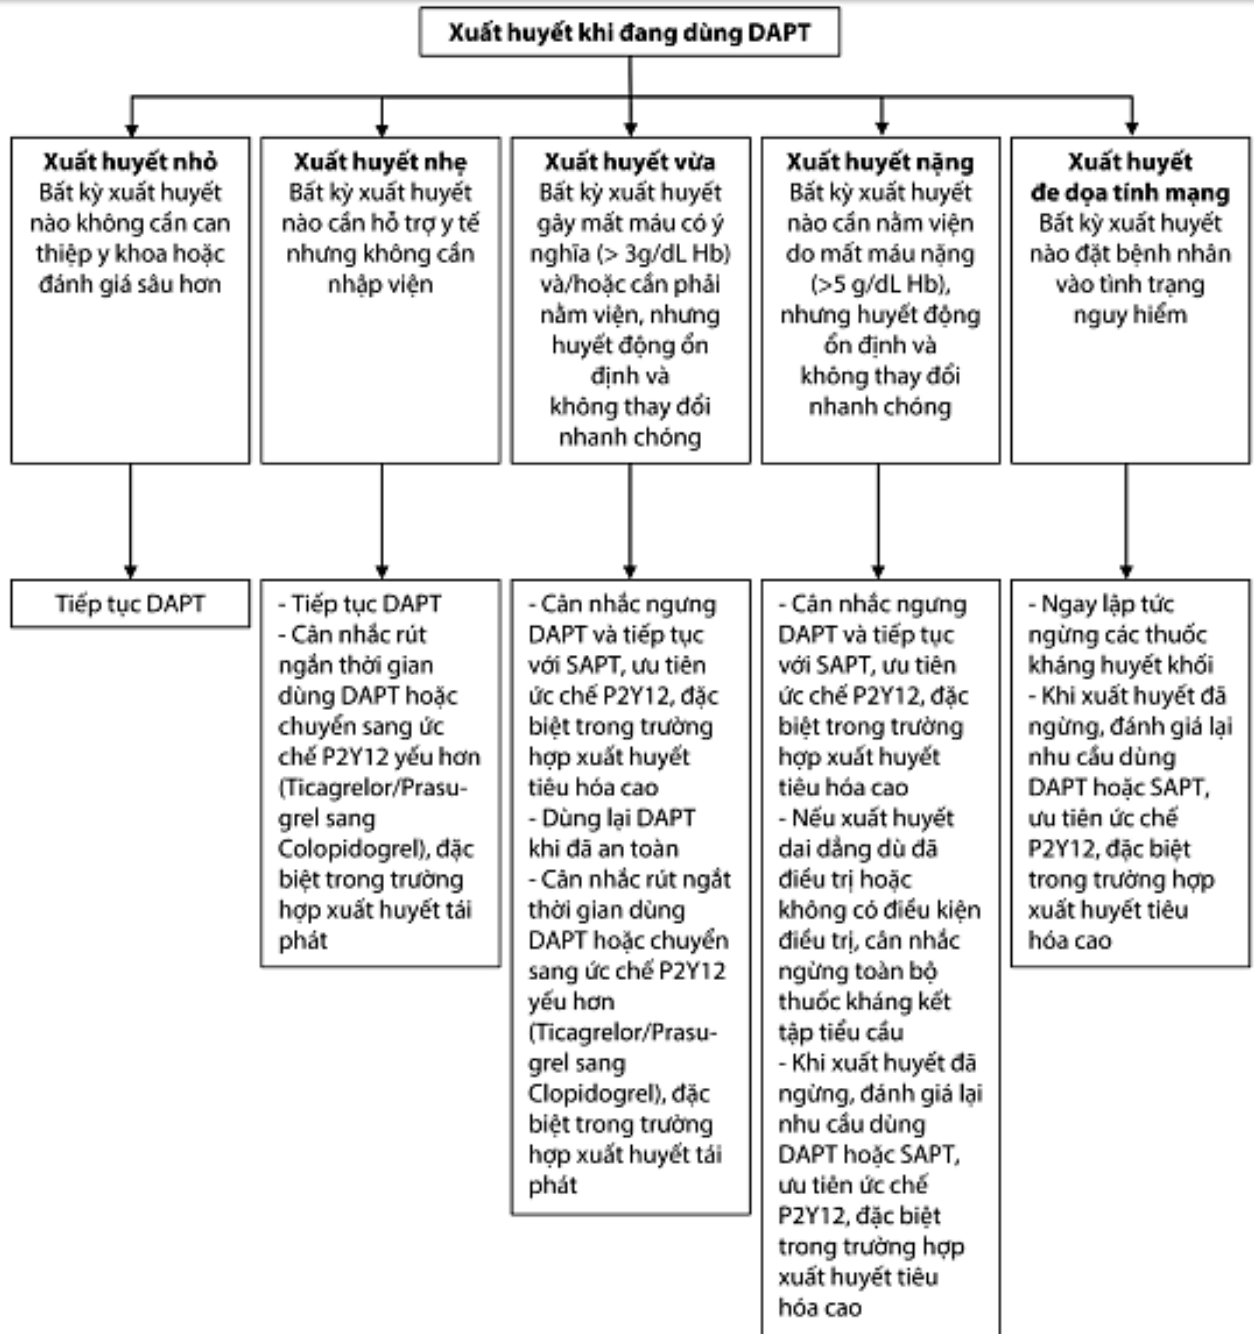 Xuất huyết khi đang dùng DAPT
Xuất huyết nhỏ
Bất kỳ xuất huyết
nào không cần can
thiệp y khoa hoặc
đánh giá sâu hơn
Xuất huyết nhẹ
Bất kỳ xuất huyết
nào cần hỗ trợ y tế
nhưng không cần
nhập viện
Xuất huyết vừa
Bất kỳ xuất huyết
gây mất máu có ý
nghĩa (> 3g/dL Hb)
và/hoặc cần phải
nằm viện, nhưng
huyết động ổn
định và
không thay đổi
nhanh chóng
Xuất huyết nặng
Bất kỳ xuất huyết
nào cần nằm viện
do mất máu nặng
(>5 g/dL Hb),
nhưng huyết động
ổn định và
không thay đổi
nhanh chóng
Xuất huyết
đe dọa tính mạng
Bất kỳ xuất huyết
nào đặt bệnh nhân
vào tình trạng
nguy hiểm
Tiếp tục DAPT
- Tiếp tục DAPT
- Cân nhắc rút
ngắn thời gian
dùng DAPT hoặc
chuyển sang ức
chế P2Y12 yếu hơn
(Ticagrelor/Prasu-
grel sang
Colopidogrel), đặc
biệt trong trường
hợp xuất huyết tái
phát
- Cân nhắc ngưng
DAPT và tiếp tục
với SAPT, ưu tiên
ức chế P2Y12, đặc
biệt trong trường
hợp xuất huyết
tiêu hóa cao
- Dùng lại DAPT
khi đã an toàn
- Cân nhắc rút ngắt
thời gian dùng
DAPT hoặc chuyển
sang ức chế P2Y12
yếu hơn
(Ticagrelor/Prasu-
grel sang
Clopidogrel), đặc
biệt trong trường
hợp xuất huyết tái
phát
- Cân nhắc ngưng
DAPT và tiếp tục
với SAPT, ưu tiên
ức chế P2Y12, đặc
biệt trong trường
hợp xuất huyết
tiêu hóa cao
- Nếu xuất huyết
dai dẳng dù đã
điều trị hoặc
không có điều kiện
điều trị, cân nhắc
ngừng toàn bộ
thuốc kháng kết
tập tiểu cầu
- Khi xuất huyết đã
ngừng, đánh giá lại
nhu cầu dùng
DAPT hoặc SAPT,
ưu tiên ức chế
P2Y12, đặc biệt
trong trường hợp
xuất huyết tiêu
hóa cao
- Ngay lập tức
ngừng các thuốc
kháng huyết khối
- Khi xuất huyết đã
ngừng, đánh giá lại
nhu cầu dùng
DAPT hoặc SAPT,
ưu tiên ức chế
P2Y12, đặc biệt
trong trường hợp
xuất huyết tiêu
hóa cao